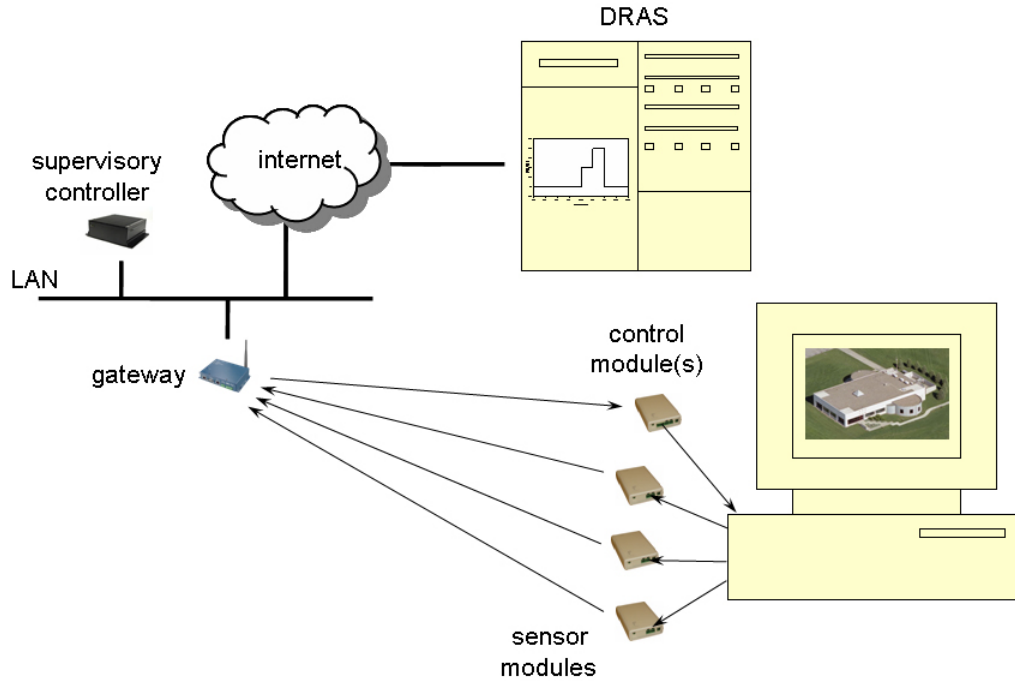 DRAS
internet
supervisory
controller
LAN
gateway
control
module(s)
sensor
modules